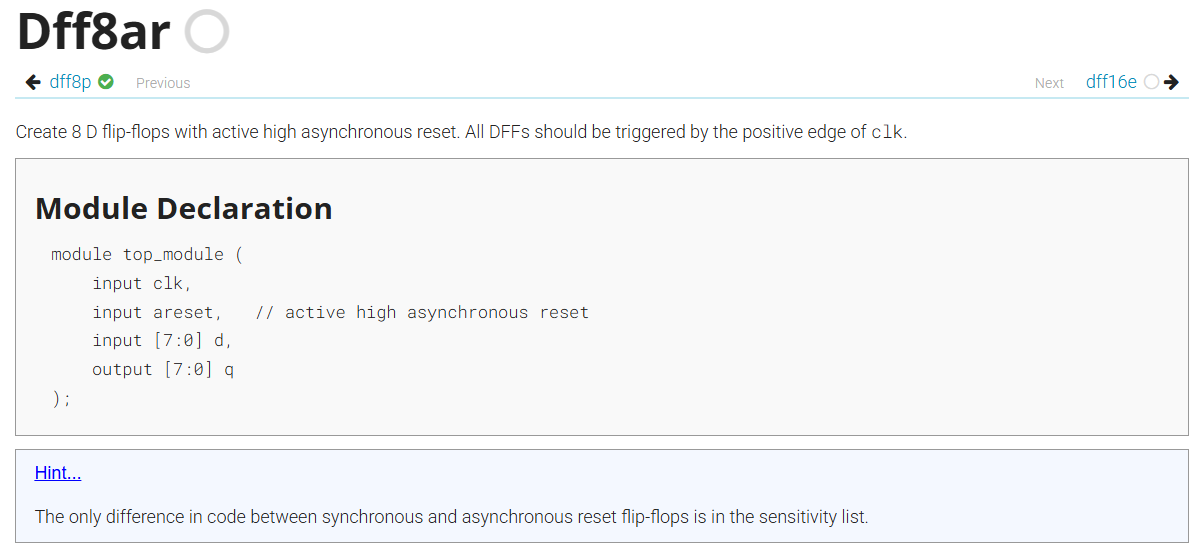 Dff8ar
dff8p Previous
Next dff16e
Create 8 D flip-flops with active high asynchronous reset. All DFFs should be triggered by the positive edge of clk.
Module Declaration
module top_module (
    input clk,
    input areset,   // active high asynchronous reset
    input [7:0] d,
    output [7:0] q
);
Hint...
The only difference in code between synchronous and asynchronous reset flip-flops is in the sensitivity list.